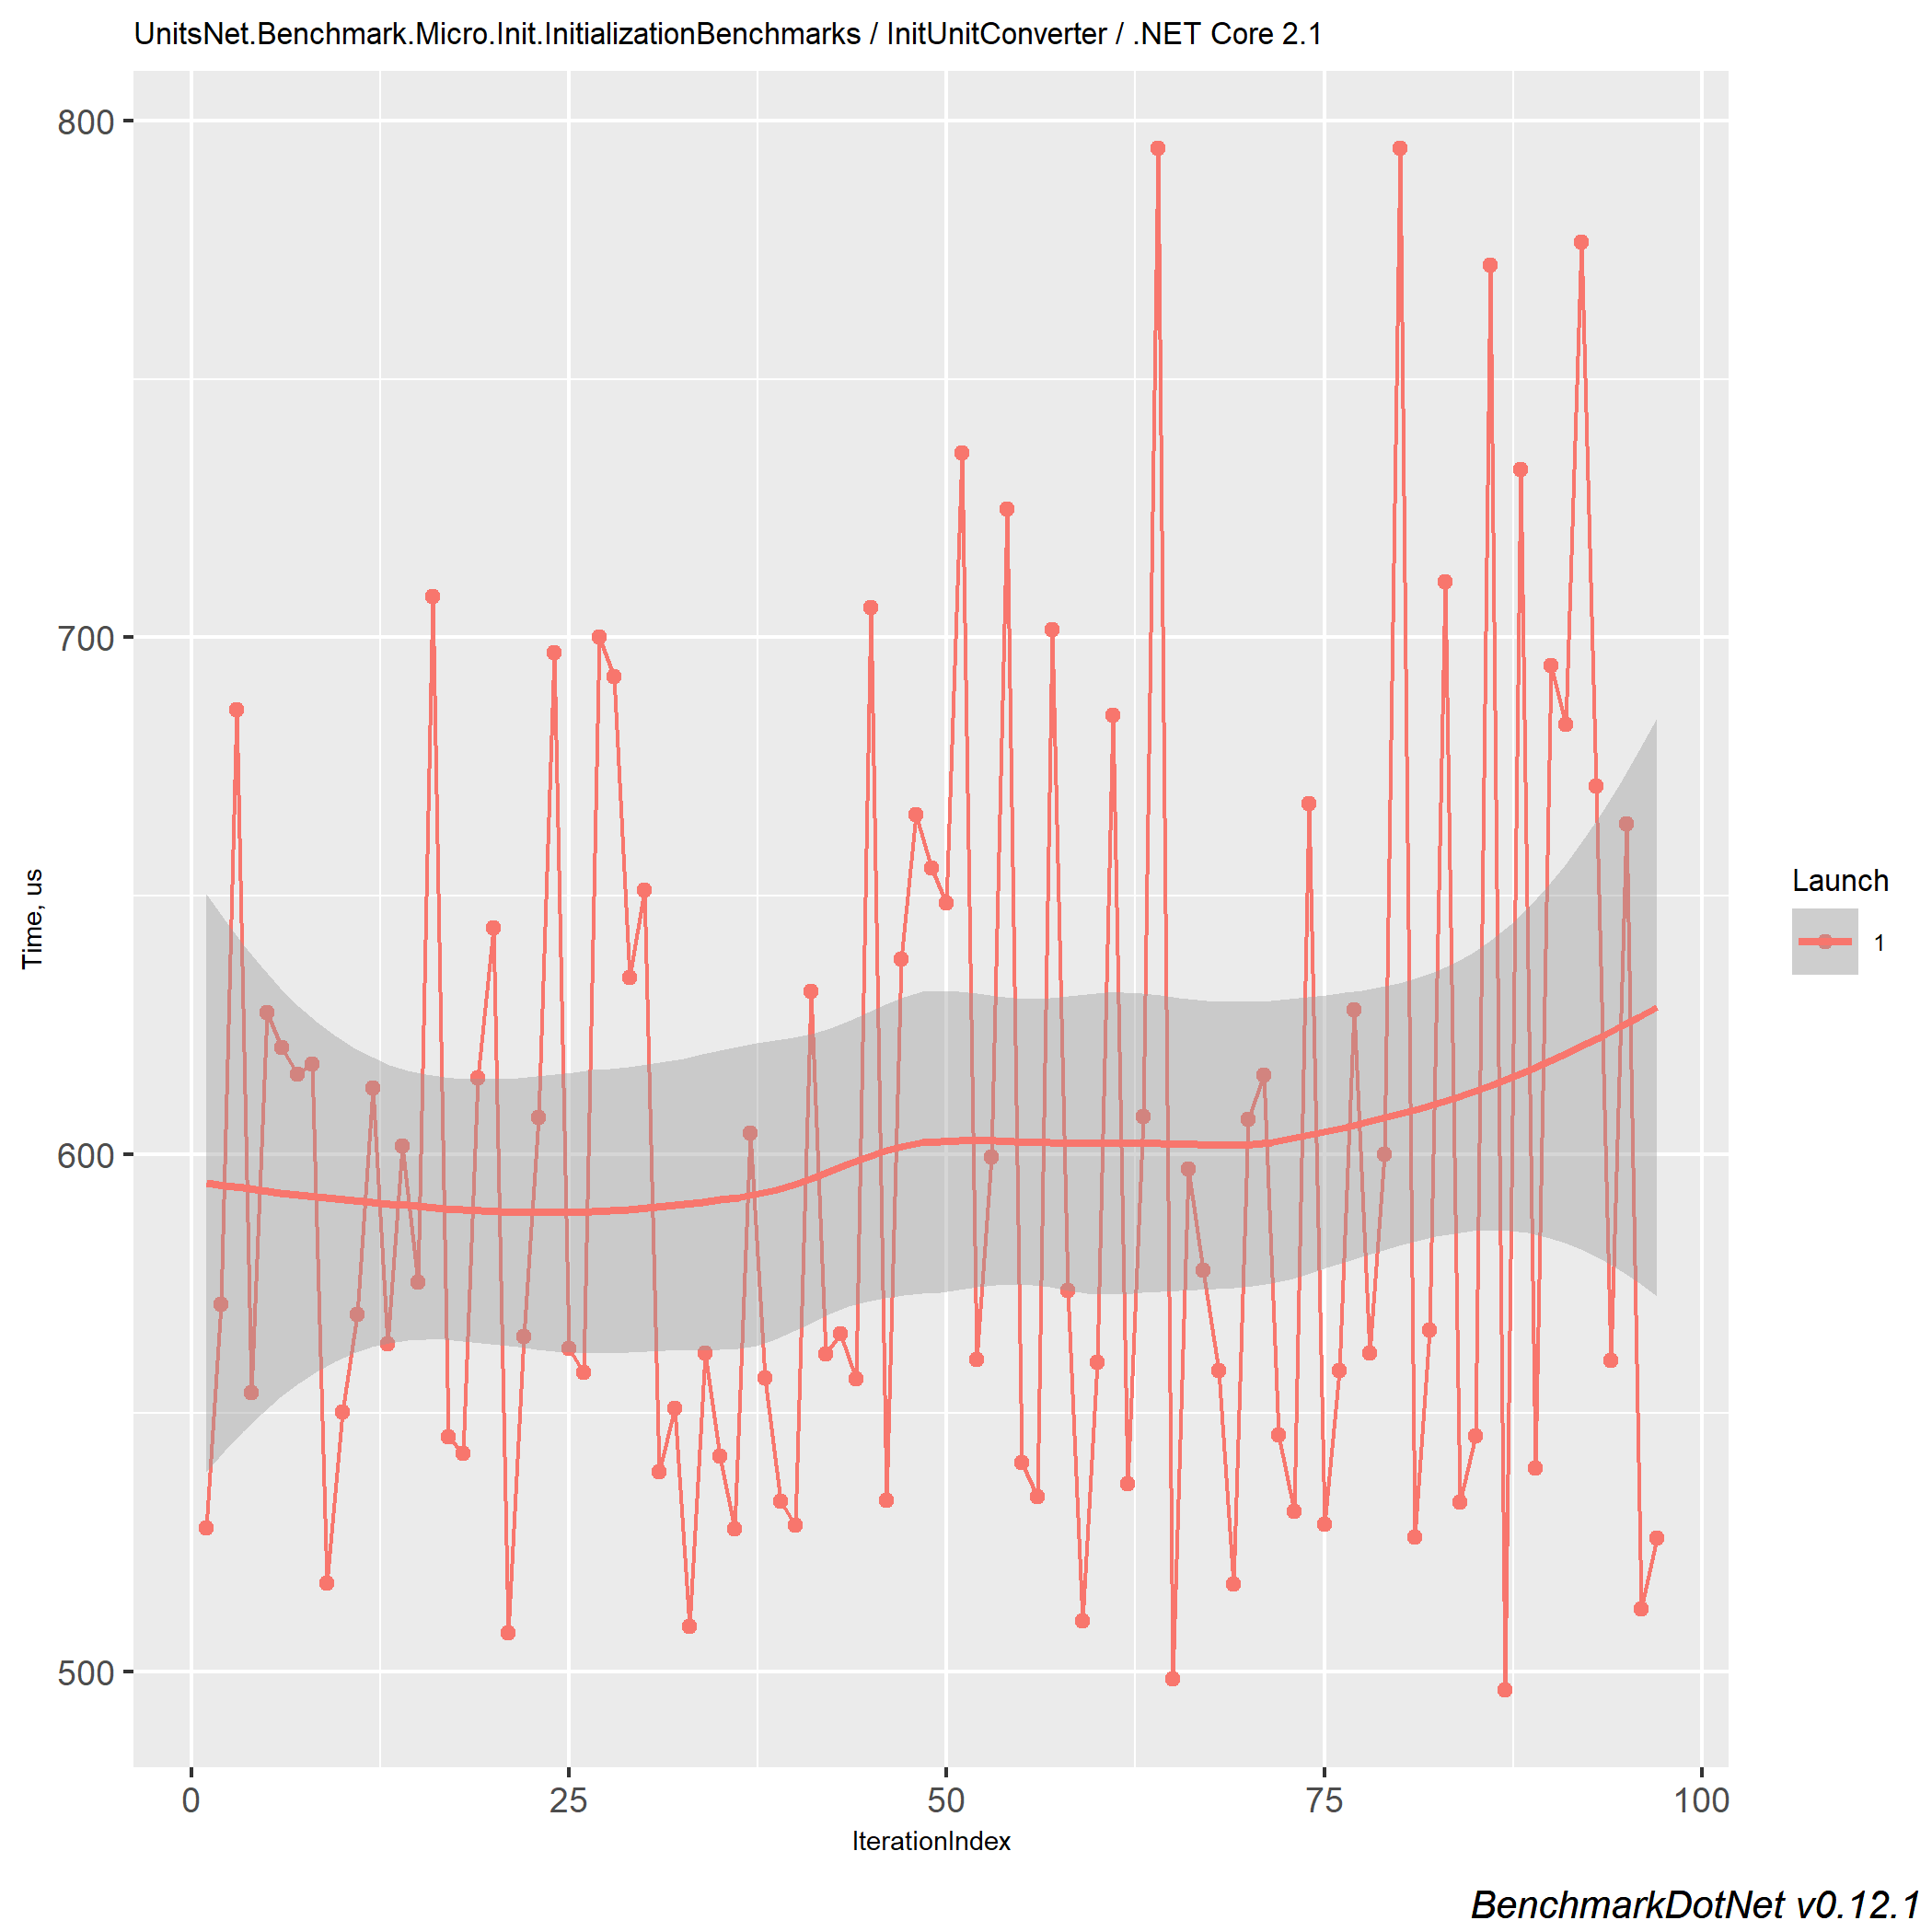 UnitsNet.Benchmark.Micro.Init.InitializationBenchmarks / InitUnitConverter / .NET Core 2.1
800
700
600
500
Time, us
0 25 50 75 100
IterationIndex
Launch
1
BenchmarkDotNet v0.12.1